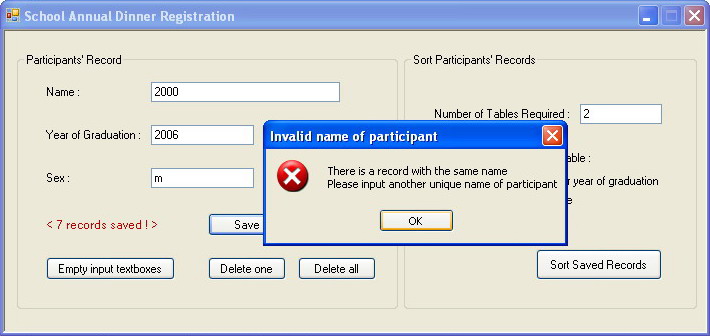 School Annual Dinner Registration
Participants' Record
Name :
2000
Year of Graduation :
2006
Sex :
m
< 7 records saved ! >
Save
Empty input textboxes
Delete one
Delete all
Sort Participants' Records
Number of Tables Required :
2
able :
year of graduation
Sort Saved Records
Invalid name of participant
There is a record with the same name
Please input another unique name of participant
OK